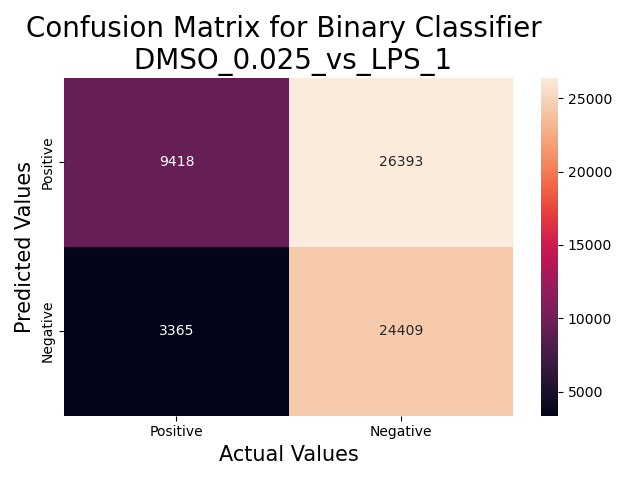 Confusion Matrix for Binary Classifier
DMSO_0.025_vs_LPS_1
Predicted Values
Positive
Negative
9418
26393
3365
24409
Positive
Negative
Actual Values
25000
20000
15000
10000
5000